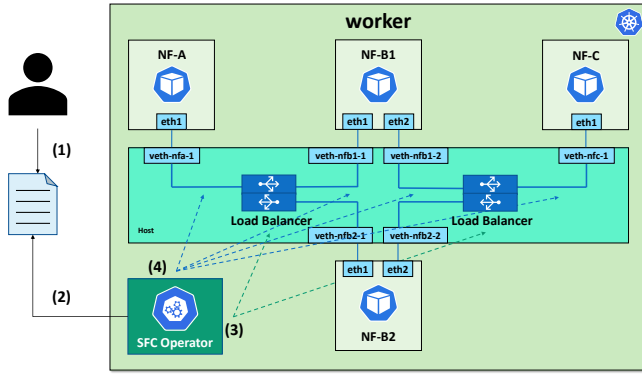 worker
NF-A
NF-B1
NF-C
eth1
eth1
eth2
eth1
(1)
veth-nfa-1
veth-nfb1-1
veth-nfb1-2
veth-nfc-1
Load Balancer
Load Balancer
Host
veth-nfb2-1
veth-nfb2-2
(4)
eth1
eth2
(2)
(3)
SFC Operator
NF-B2